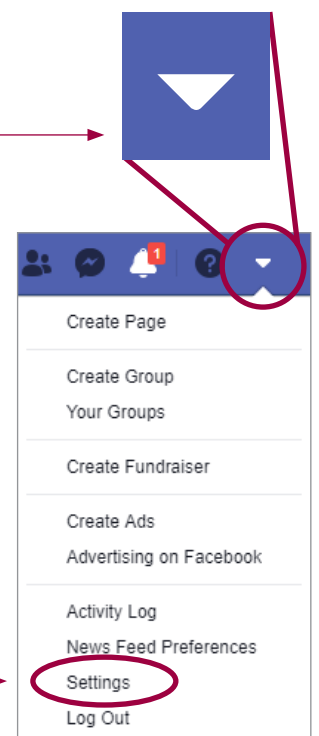 1
Create Page
Create Group
Your Groups
Create Fundraiser
Create Ads
Advertising on Facebook
Activity Log
News Feed Preferences
Settings
Log Out